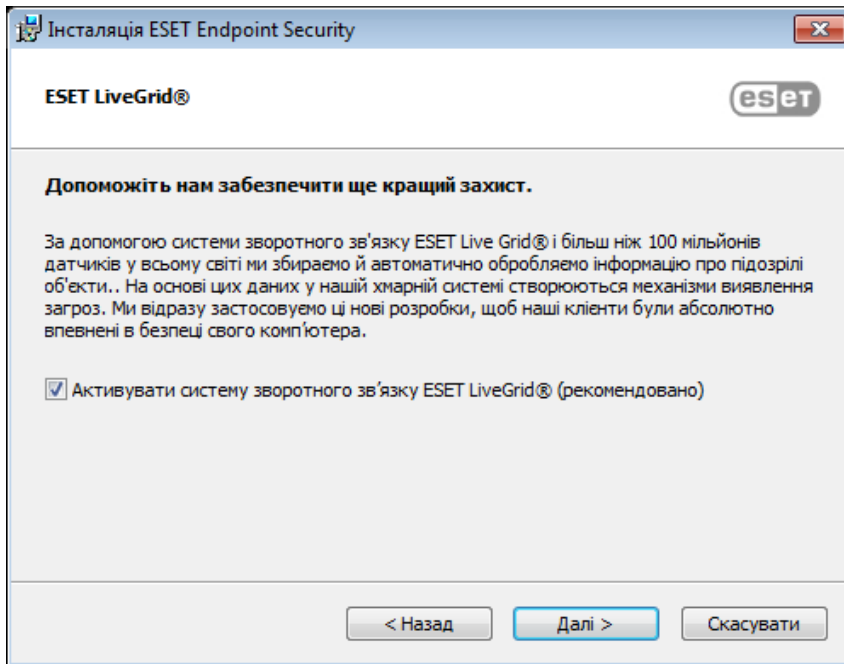 Інсталяція ESET Endpoint Security
ESET LiveGrid®
eseT
Допоможіть нам забезпечити ще кращий захист.
За допомогою системи зворотного зв'язку ESET Live Grid® і більш ніж 100 мільйонів
датчиків у всьому світі ми збираємо й автоматично обробляємо інформацію про підозрілі
об'єкти.. На основі цих даних у нашій хмарній системі створюються механізми виявлення
загроз. Ми відразу застосовуємо ці нові розробки, щоб наші клієнти були абсолютно
впевнені в безпеці свого комп’ютера.
Активувати систему зворотного зв’язку ESET LiveGrid® (рекомендовано)
< Назад
Далі >
Скасувати